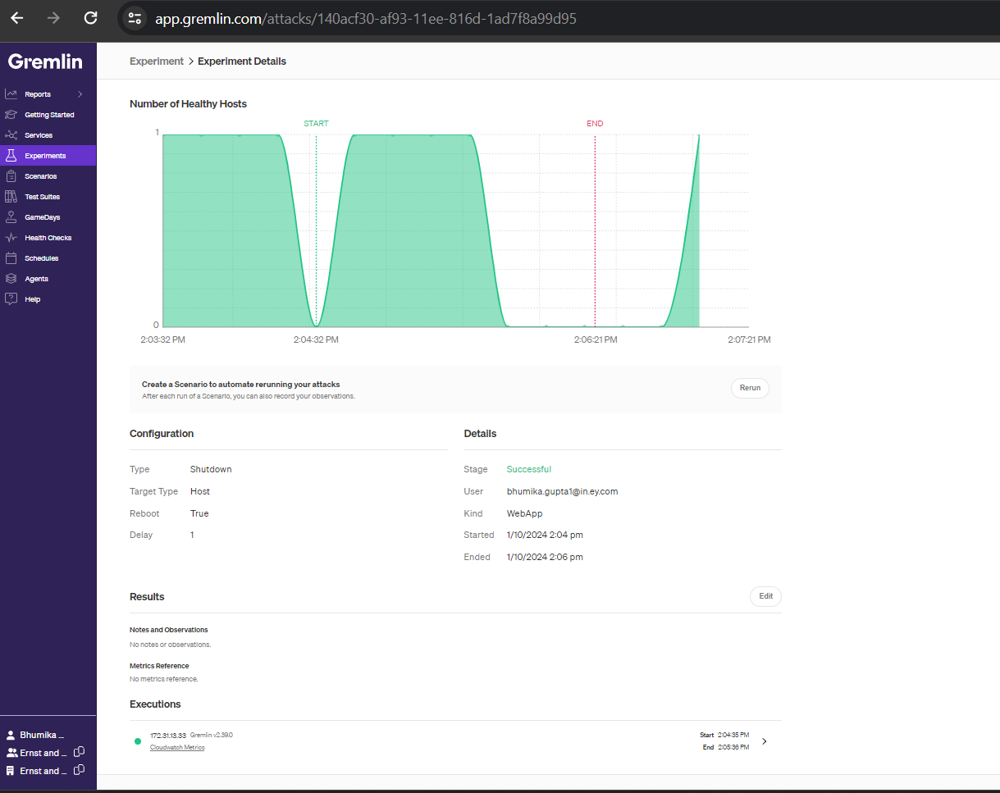 app.gremlin.com/attacks/140acf30-af93-11ee-816d-1ad7f8a99d95
Gremlin
Reports
Getting Started
Services
Experiments
Scenarios
Test Suites
GameDays
Health Checks
Schedules
Agents
Help
Bhumika ...
Ernst and ...
Ernst and ...
Experiment > Experiment Details
Number of Healthy Hosts
START END
1
0
2:03:32 PM 2:04:32 PM 2:06:21 PM 2:07:21 PM
Create a Scenario to automate rerunning your attacks
After each run of a Scenario, you can also record your observations.
Rerun
Configuration
Type Shutdown
Target Type Host
Reboot True
Delay 1
Details
Stage Successful
User bhumika.gupta1@in.ey.com
Kind WebApp
Started 1/10/2024 2:04 pm
Ended 1/10/2024 2:06 pm
Results
Edit
Notes and Observations
No notes or observations.
Metrics Reference
No metrics reference.
Executions
172.31.13.33 Gremlin v2.39.0
Cloudwatch Metrics
Start 2:04:35 PM
End 2:05:36 PM